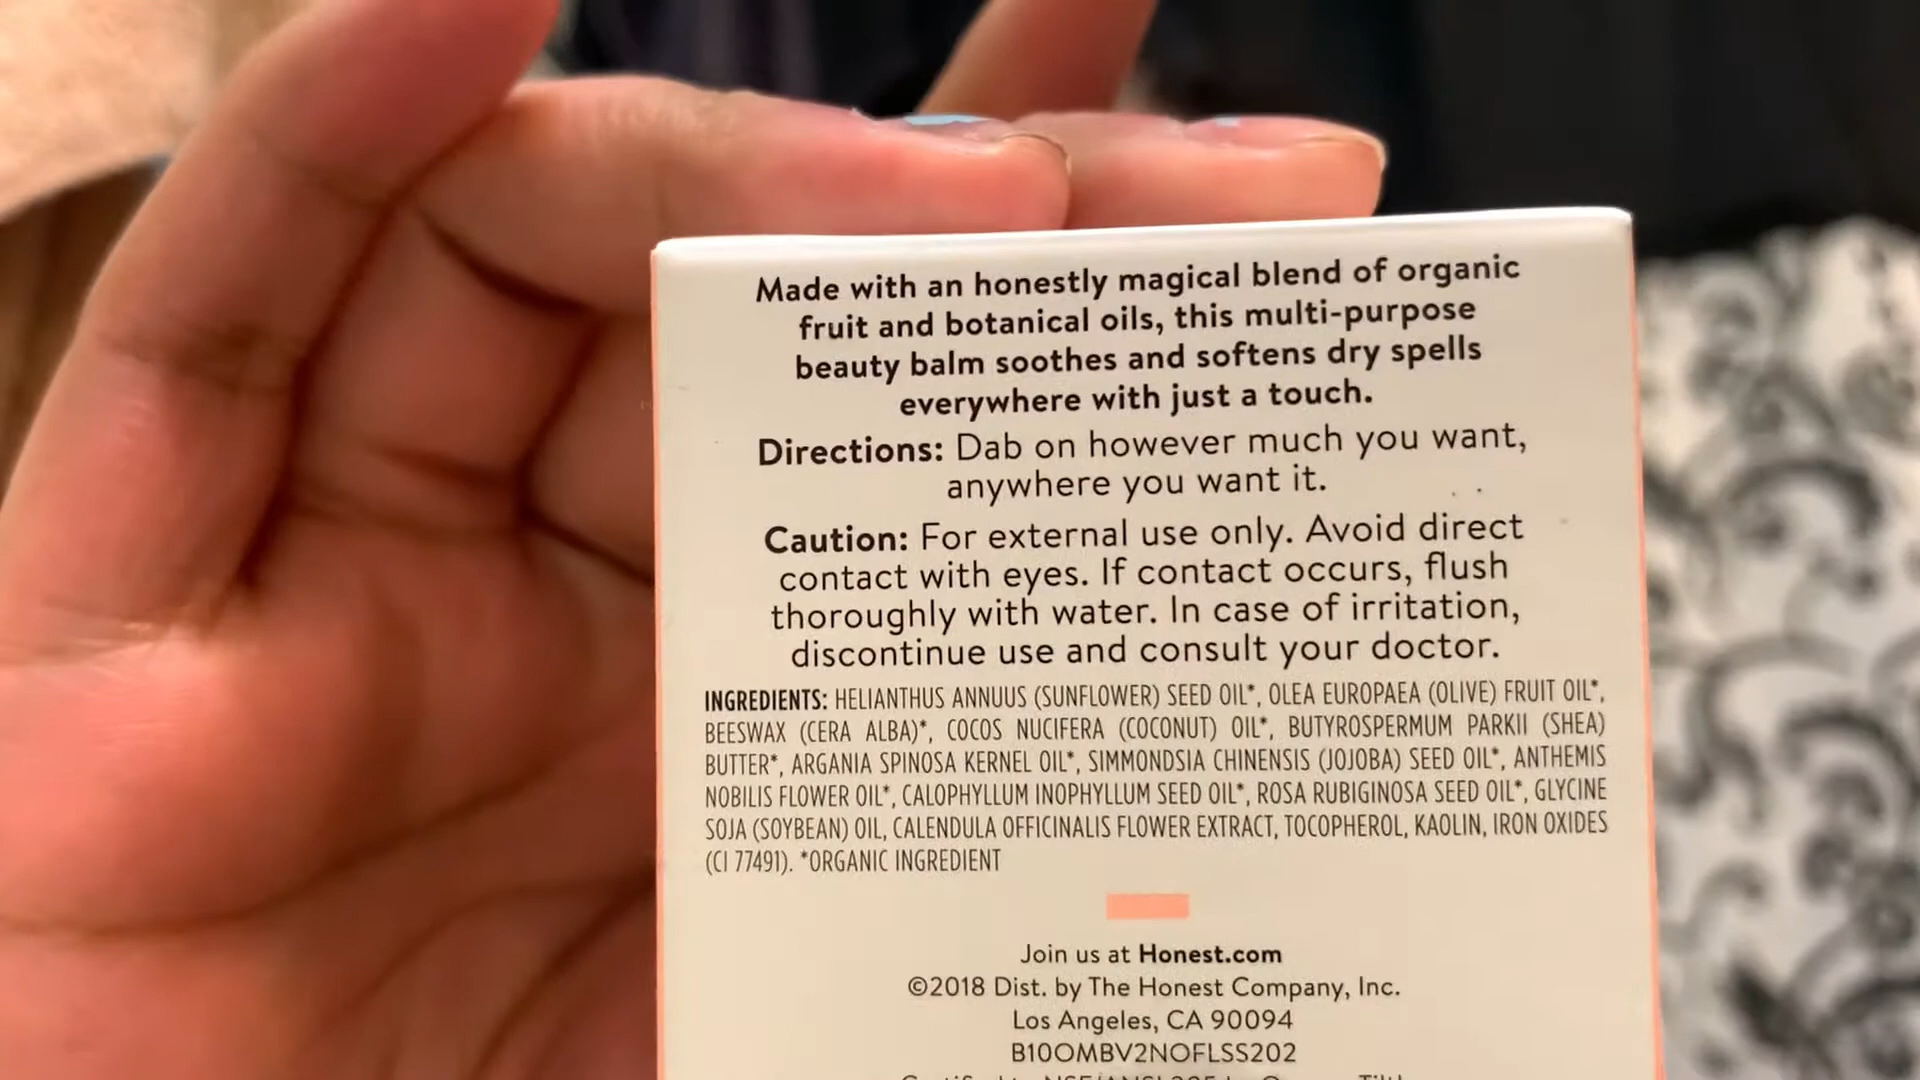 Made with an honestly magical blend of organic
fruit and botanical oils, this multi-purpose
beauty balm soothes and softens dry spells
everywhere with just a touch.
Directions: Dab on however much you want,
anywhere you want it.
Caution: For external use only. Avoid direct
contact with eyes. If contact occurs, flush
thoroughly with water. In case of irritation,
discontinue use and consult your doctor.
INGREDIENTS: HELIANTHUS ANNUUS (SUNFLOWER) SEED OIL*, OLEA EUROPAEA (OLIVE) FRUIT OIL*,
BEESWAX (CERA ALBA)*, COCOS NUCIFERA (COCONUT) OIL*, BUTYROSPERMUM PARKII (SHEA)
BUTTER*, ARGANIA SPINOSA KERNEL OIL*, SIMMONDSIA CHINENSIS (JOJOBA) SEED OIL*, ANTHEMIS
NOBILIS FLOWER OIL*, CALOPHYLLUM INOPHYLLUM SEED OIL*, ROSA RUBIGINOSA SEED OIL*, GLYCINE
SOJA (SOYBEAN) OIL, CALENDULA OFFICINALIS FLOWER EXTRACT, TOCOPHEROL, KAOLIN, IRON OXIDES
(CI 77491). *ORGANIC INGREDIENT
Join us at Honest.com
©2018 Dist. by The Honest Company, Inc.
Los Angeles, CA 90094
B10OMBV2NOFLSS202